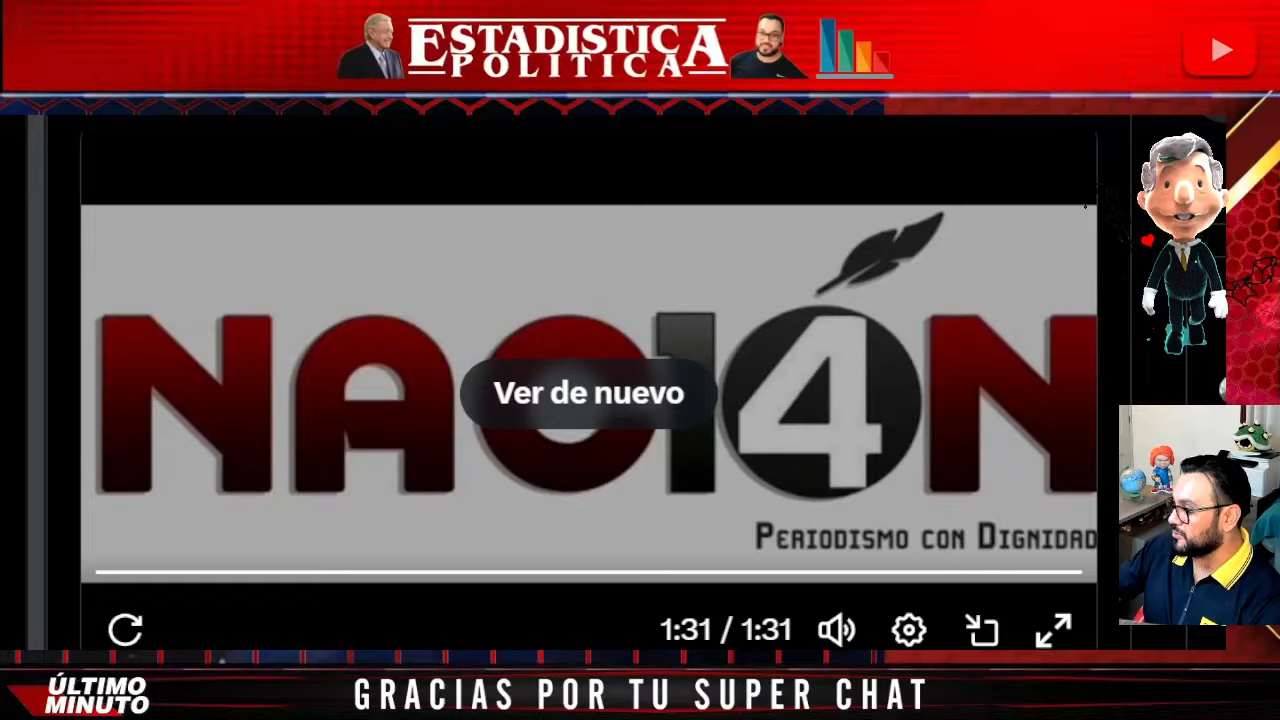 ESTADISTICA
POLITICA
NACI4N
PERIODISMO CON DIGNIDAD
Ver de nuevo
1:31 / 1:31
ÚLTIMO
MINUTO
GRACIAS POR TU SUPER CHAT